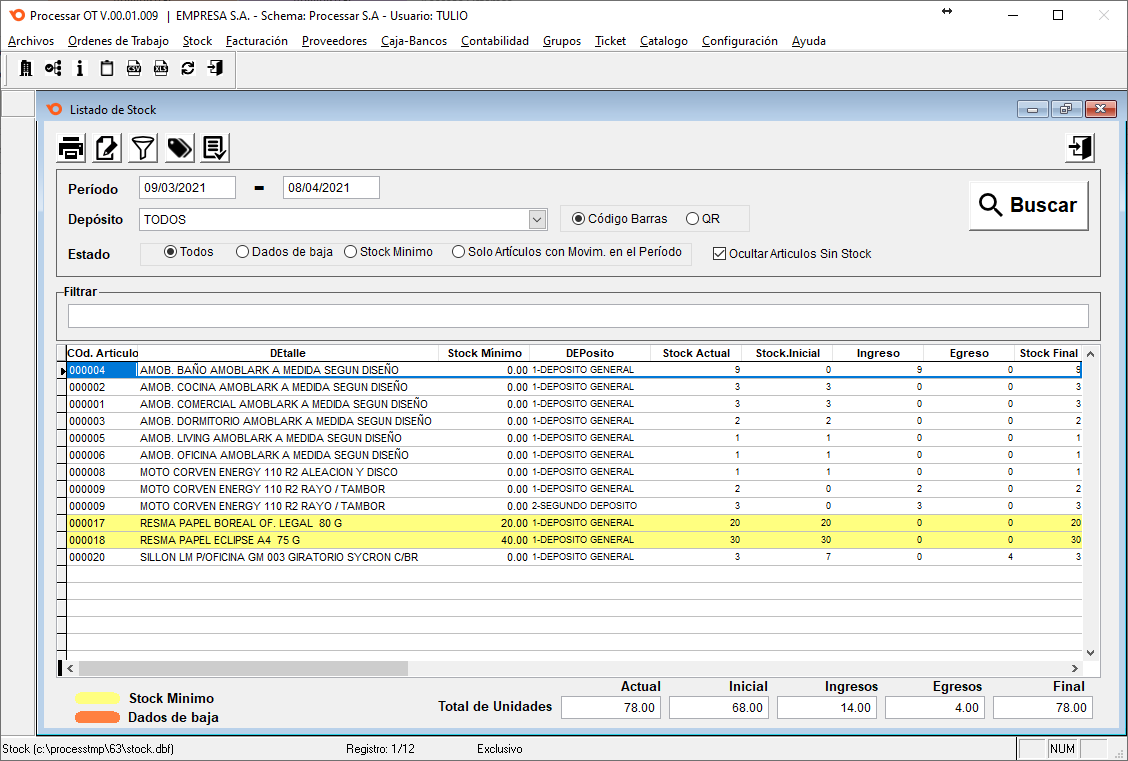 Processar OT V.00.01.009 | EMPRESA S.A. - Schema: Processar S.A - Usuario: TULIO
Archivos Ordenes de Trabajo Stock Facturación Proveedores Caja-Bancos Contabilidad Grupos Ticket Catalogo Configuración Ayuda
CSV XLS
Listado de Stock
Período 09/03/2021 - 08/04/2021
Buscar
Depósito TODOS Código Barras QR
Estado Todos Dados de baja Stock Minimo Solo Artículos con Movim. en el Período Ocultar Articulos Sin Stock
Filtrar
COd. Articulo DEtalle Stock Mínimo DEPosito Stock Actual Stock.Inicial Ingreso Egreso Stock Final
000004 AMOB. BAÑO AMOBLARK A MEDIDA SEGUN DISEÑO 0.00 1-DEPOSITO GENERAL 9 0 9 0 9
000002 AMOB. COCINA AMOBLARK A MEDIDA SEGUN DISEÑO 0.00 1-DEPOSITO GENERAL 3 3 0 0 3
000001 AMOB. COMERCIAL AMOBLARK A MEDIDA SEGUN DISEÑO 0.00 1-DEPOSITO GENERAL 3 3 0 0 3
000003 AMOB. DORMITORIO AMOBLARK A MEDIDA SEGUN DISEÑO 0.00 1-DEPOSITO GENERAL 2 2 0 0 2
000005 AMOB. LIVING AMOBLARK A MEDIDA SEGUN DISEÑO 0.00 1-DEPOSITO GENERAL 1 1 0 0 1
000006 AMOB. OFICINA AMOBLARK A MEDIDA SEGUN DISEÑO 0.00 1-DEPOSITO GENERAL 1 1 0 0 1
000008 MOTO CORVEN ENERGY 110 R2 ALEACION Y DISCO 0.00 1-DEPOSITO GENERAL 1 1 0 0 1
000009 MOTO CORVEN ENERGY 110 R2 RAYO / TAMBOR 0.00 1-DEPOSITO GENERAL 2 0 2 0 2
000009 MOTO CORVEN ENERGY 110 R2 RAYO / TAMBOR 0.00 2-SEGUNDO DEPOSITO 3 0 3 0 3
000017 RESMA PAPEL BOREAL OF. LEGAL 80 G 20.00 1-DEPOSITO GENERAL 20 20 0 0 20
000018 RESMA PAPEL ECLIPSE A4 75 G 40.00 1-DEPOSITO GENERAL 30 30 0 0 30
000020 SILLON LM P/OFICINA GM 003 GIRATORIO SYCRON C/BR 0.00 1-DEPOSITO GENERAL 3 7 0 4 3
Actual Inicial Ingresos Egresos Final
Stock Minimo
Total de Unidades 78.00 68.00 14.00 4.00 78.00
Dados de baja
Stock (c:\processtmp\63\stock.dbf) Registro: 1/12 Exclusivo NUM